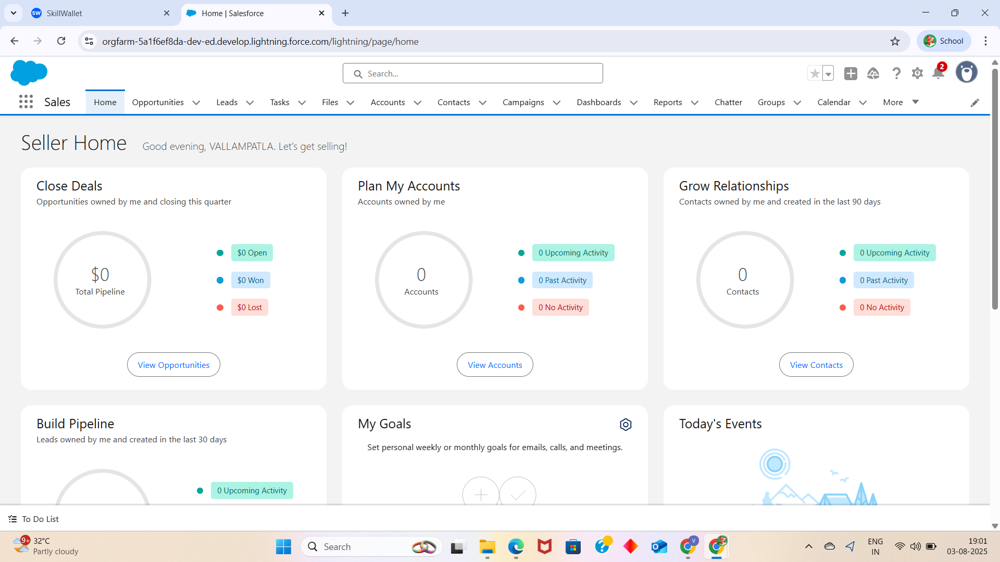 SW SkillWallet
Home | Salesforce
orgfarm-5a1f6ef8da-dev-ed.develop.lightning.force.com/lightning/page/home
School
Search...
2
Sales
Home
Opportunities
Leads
Tasks
Files
Accounts
Contacts
Campaigns
Dashboards
Reports
Chatter
Groups
Calendar
More
Seller Home
Good evening, VALLAMPATLA. Let's get selling!
Close Deals
Opportunities owned by me and closing this quarter
$0
Total Pipeline
$0 Open
$0 Won
$0 Lost
View Opportunities
Plan My Accounts
Accounts owned by me
0
Accounts
0 Upcoming Activity
0 Past Activity
0 No Activity
View Accounts
Grow Relationships
Contacts owned by me and created in the last 90 days
0
Contacts
0 Upcoming Activity
0 Past Activity
0 No Activity
View Contacts
Build Pipeline
Leads owned by me and created in the last 30 days
0 Upcoming Activity
My Goals
Set personal weekly or monthly goals for emails, calls, and meetings.
Today's Events
To Do List
9+
32°C
Partly cloudy
Search
V
ENG
IN
19:01
03-08-2025